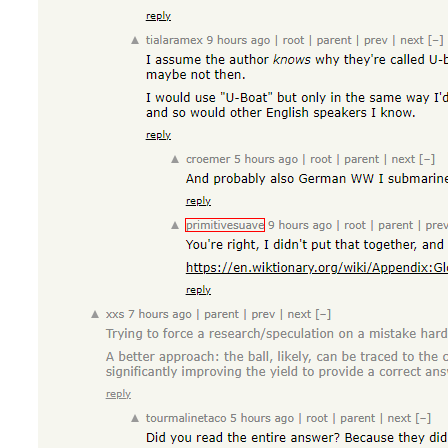 reply
▲ tialaramex 9 hours ago | root | parent | prev | next [–]
I assume the author knows why they're called U-b
maybe not then.
I would use "U-Boat" but only in the same way I'd
and so would other English speakers I know.
reply
▲ croemer 5 hours ago | root | parent | next [–]
And probably also German WW I submarine
reply
▲ primitivesuave 9 hours ago | root | parent | prev
You're right, I didn't put that together, and
https://en.wiktionary.org/wiki/Appendix:Glo
reply
▲ xxs 7 hours ago | parent | prev | next [–]
Trying to force a research/speculation on a mistake hard
A better approach: the ball, likely, can be traced to the c
significantly improving the yield to provide a correct ans
reply
▲ tourmalinetaco 5 hours ago | root | parent | next [–]
Did you read the entire answer? Because they did